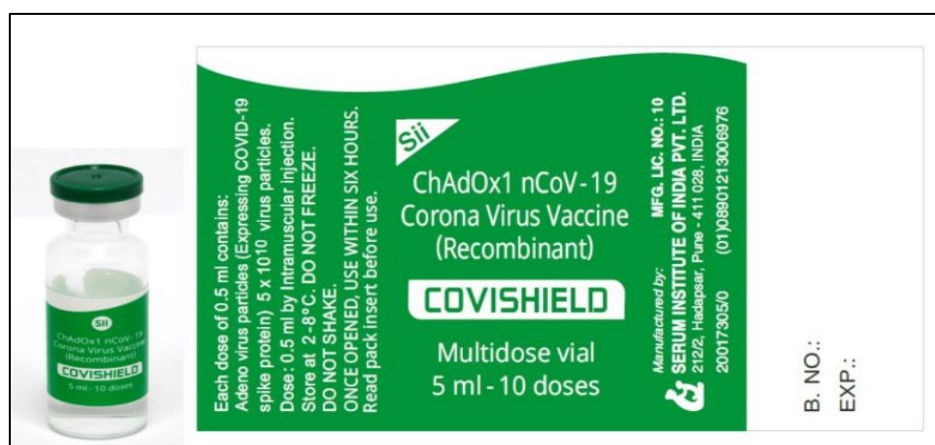 Sii
ChAdOx1 nCoV-19
Corona Virus Vaccine
(Recombinant)
COVISHIELD
5 ml - 10 doses
Each dose of 0.5 ml contains:
Adeno virus particles (Expressing COVID-19
spike protein) 5 x 10¹⁰ virus particles.
Dose : 0.5 ml by Intramuscular injection.
Store at 2 -8°C. DO NOT FREEZE.
DO NOT SHAKE.
ONCE OPENED, USE WITHIN SIX HOURS.
Read pack insert before use.
Sii
ChAdOx1 nCoV-19
Corona Virus Vaccine
(Recombinant)
COVISHIELD
Multidose vial
5 ml - 10 doses
Manufactured by: MFG. LIC. NO.: 10
SERUM INSTITUTE OF INDIA PVT. LTD.
212/2, Hadapsar, Pune - 411 028, INDIA
20017305/0 (01)08901213006976
B. NO.:
EXP.: